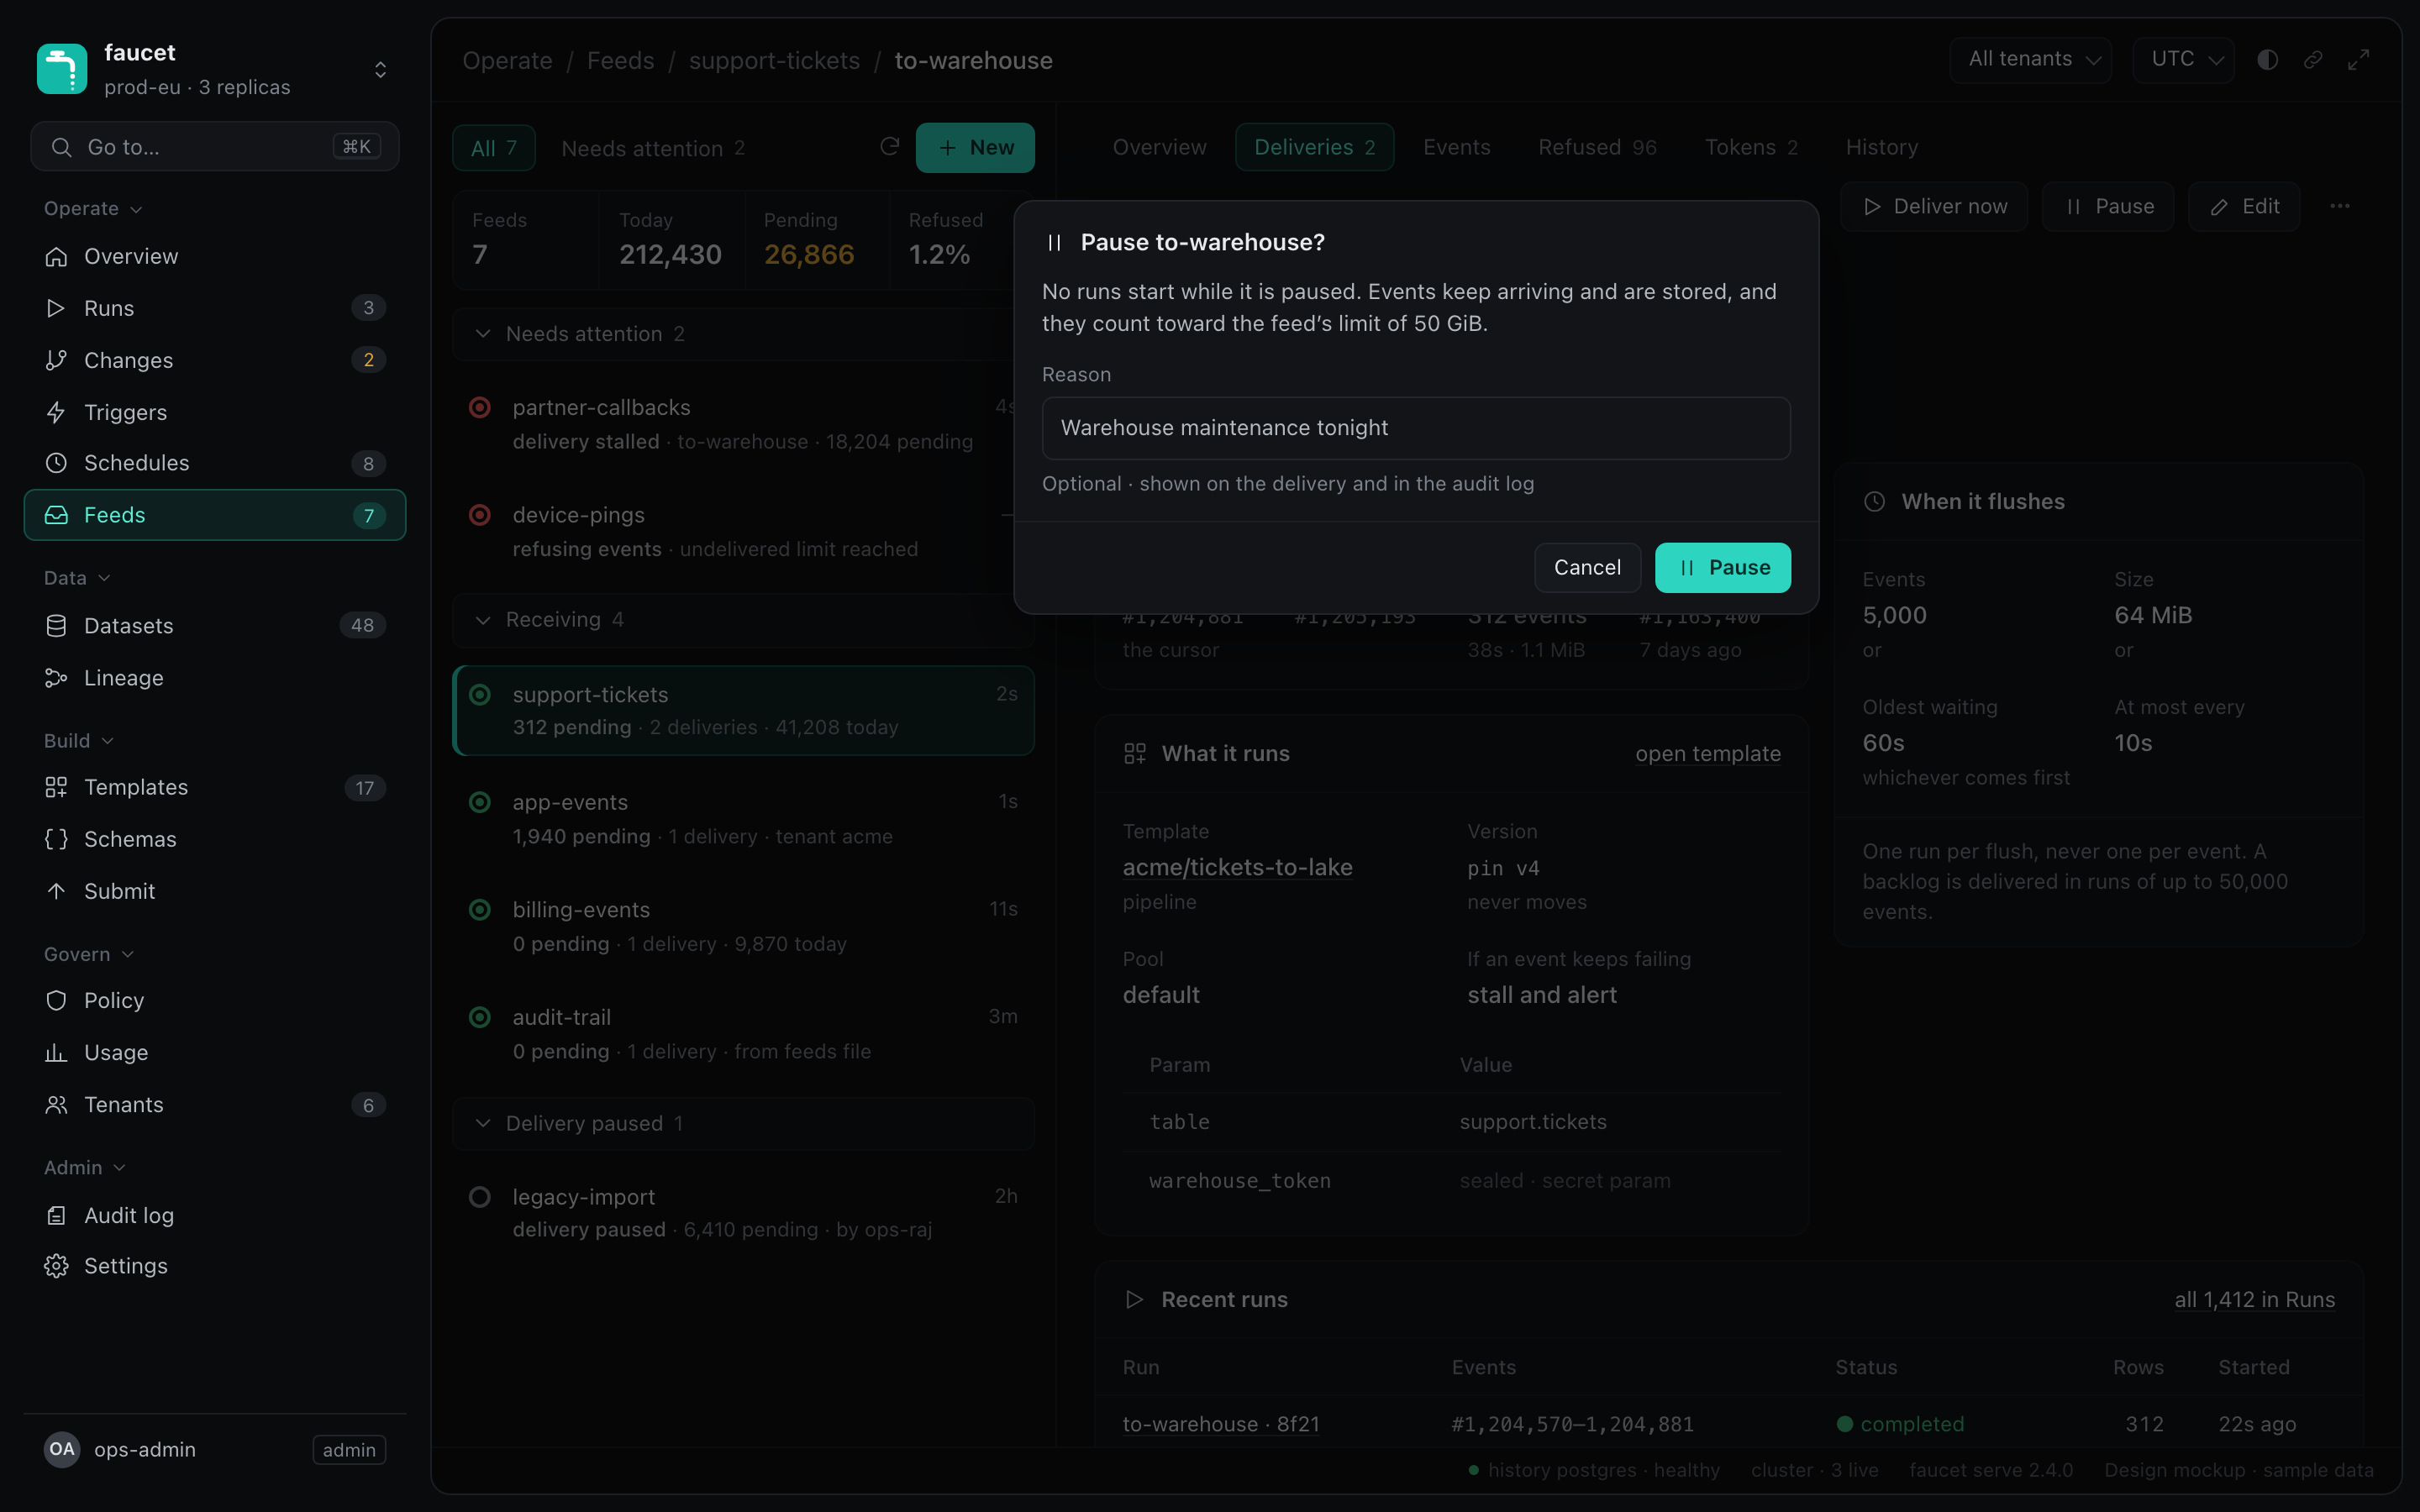 faucet
prod-eu · 3 replicas
Go to...
⌘K
Operate
Overview
Runs 3
Changes 2
Triggers
Schedules 8
Feeds 7
Data
Datasets 48
Lineage
Build
Templates 17
Schemas
Submit
Govern
Policy
Usage
Tenants 6
Admin
Audit log
Settings
OA ops-admin admin
Operate / Feeds / support-tickets / to-warehouse
All tenants
UTC
All 7
Needs attention 2
+ New
Feeds
7
Today
212,430
Pending
26,866
Refused
1.2%
Needs attention 2
partner-callbacks
delivery stalled · to-warehouse · 18,204 pending
device-pings
refusing events · undelivered limit reached
Receiving 4
support-tickets 2s
312 pending · 2 deliveries · 41,208 today
app-events 1s
1,940 pending · 1 delivery · tenant acme
billing-events 11s
0 pending · 1 delivery · 9,870 today
audit-trail 3m
0 pending · 1 delivery · from feeds file
Delivery paused 1
legacy-import 2h
delivery paused · 6,410 pending · by ops-raj
Overview
Deliveries 2
Events
Refused 96
Tokens 2
History
Deliver now
Pause
Edit
Pause to-warehouse?
No runs start while it is paused. Events keep arriving and are stored, and
they count toward the feed’s limit of 50 GiB.
Reason
Warehouse maintenance tonight
Optional · shown on the delivery and in the audit log
Cancel
Pause
#1,204,881 #1,205,193 312 events #1,163,400
the cursor 38s · 1.1 MiB 7 days ago
When it flushes
Events
5,000
or
Size
64 MiB
or
Oldest waiting
60s
whichever comes first
At most every
10s
One run per flush, never one per event. A
backlog is delivered in runs of up to 50,000
events.
What it runs
open template
Template
acme/tickets-to-lake
pipeline
Version
pin v4
never moves
Pool
default
If an event keeps failing
stall and alert
Param Value
table support.tickets
warehouse_token sealed · secret param
Recent runs
all 1,412 in Runs
Run Events Status Rows Started
to-warehouse · 8f21 #1,204,570–1,204,881 completed 312 22s ago
history postgres · healthy
cluster · 3 live
faucet serve 2.4.0
Design mockup · sample data